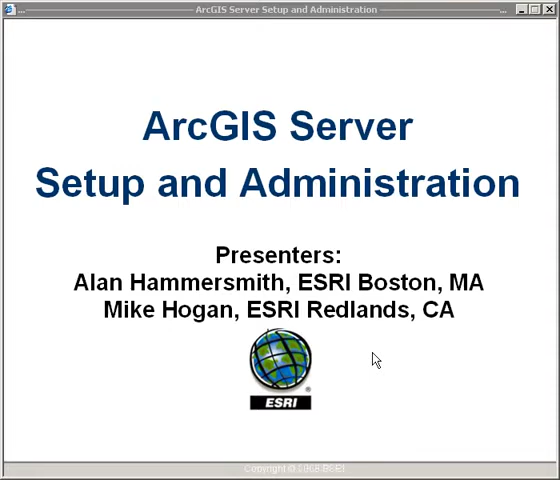 ArcGIS Server Setup and Administration
ArcGIS Server
Setup and Administration
Presenters:
Alan Hammersmith, ESRI Boston, MA
Mike Hogan, ESRI Redlands, CA
ESRI
Copyright ©